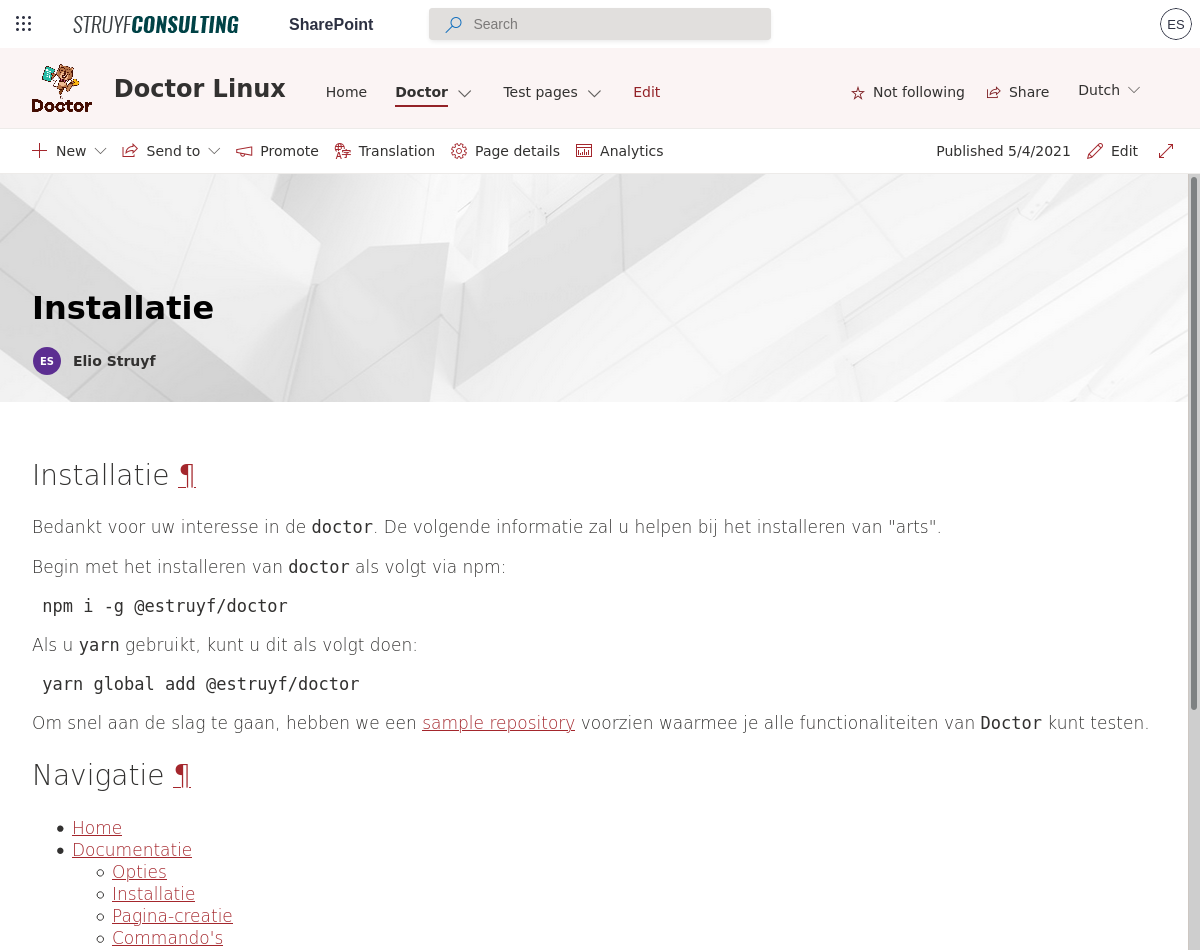 STRUYFCONSULTING SharePoint Search ES
Doctor Doctor Linux Home Doctor Test pages Edit Not following Share Dutch
New Send to Promote Translation Page details Analytics Published 5/4/2021 Edit
Installatie
ES Elio Struyf
Installatie ¶
Bedankt voor uw interesse in de doctor. De volgende informatie zal u helpen bij het installeren van "arts".
Begin met het installeren van doctor als volgt via npm:
npm i -g @estruyf/doctor
Als u yarn gebruikt, kunt u dit als volgt doen:
yarn global add @estruyf/doctor
Om snel aan de slag te gaan, hebben we een sample repository voorzien waarmee je alle functionaliteiten van Doctor kunt testen.
Navigatie ¶
Home
Documentatie
Opties
Installatie
Pagina-creatie
Commando's